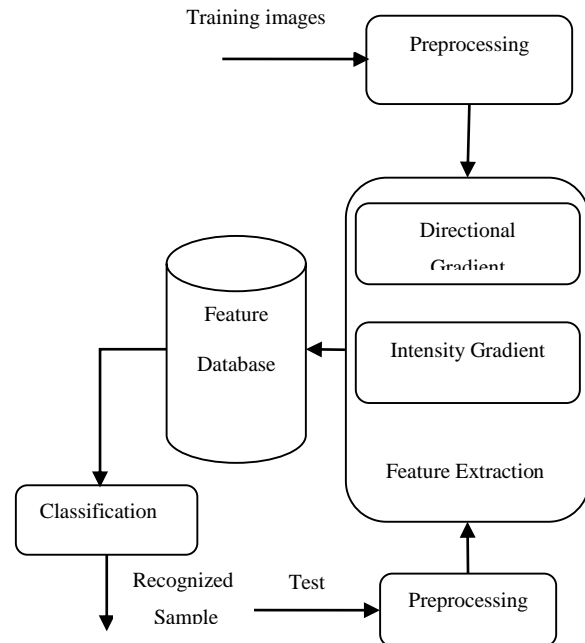 Training images
Preprocessing
Directional
Gradient
Feature
Database
Intensity Gradient
Feature Extraction
Classification
Recognized
Sample
Test
Preprocessing